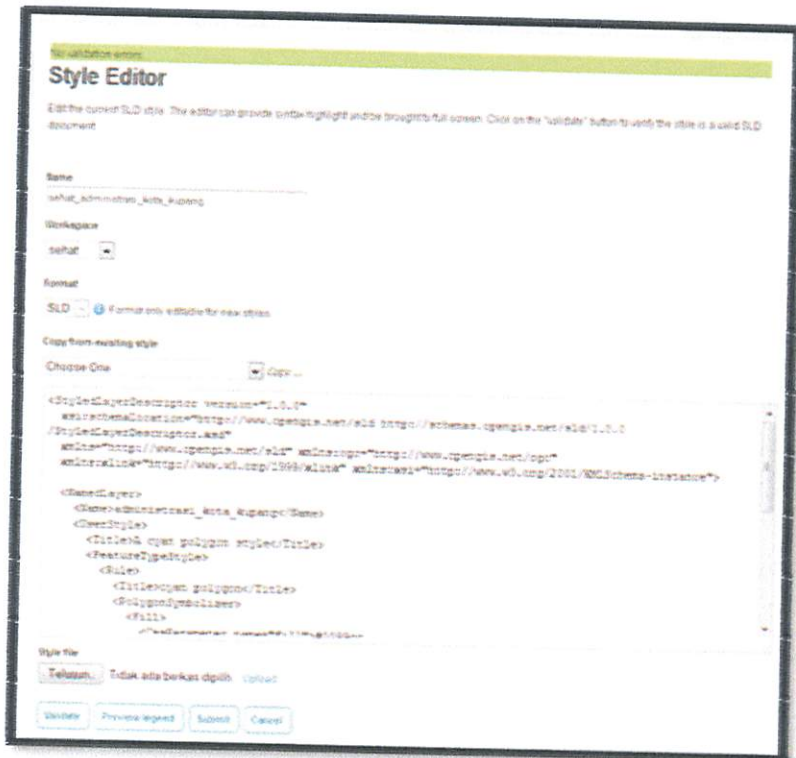 No validation errors.
Style Editor
Edit the current SLD style. The editor can provide syntax highlight and be brought to full screen. Click on the "validate" button to verify the style is a valid SLD
document
Name
sehat_administrasi_kota_kupang
Workspace
sehat
Format
SLD Format only editable for new styles
Copy from existing style
Choose One Copy ...
<StyledLayerDescriptor version="1.0.0"
xsi:schemaLocation="http://www.opengis.net/sld http://schemas.opengis.net/sld/1.0.0
/StyledLayerDescriptor.xsd"
xmlns="http://www.opengis.net/sld" xmlns:ogc="http://www.opengis.net/ogc"
xmlns:xlink="http://www.w3.org/1999/xlink" xmlns:xsi="http://www.w3.org/2001/XMLSchema-instance">
<NamedLayer>
<Name>administrasi_kota_kupang</Name>
<UserStyle>
<Title>A cyan polygon style</Title>
<FeatureTypeStyle>
<Rule>
<Title>cyan polygon</Title>
<PolygonSymbolizer>
<Fill>
Style file
Telusuri... Tidak ada berkas dipilih. Upload
Validate Preview legend Submit Cancel